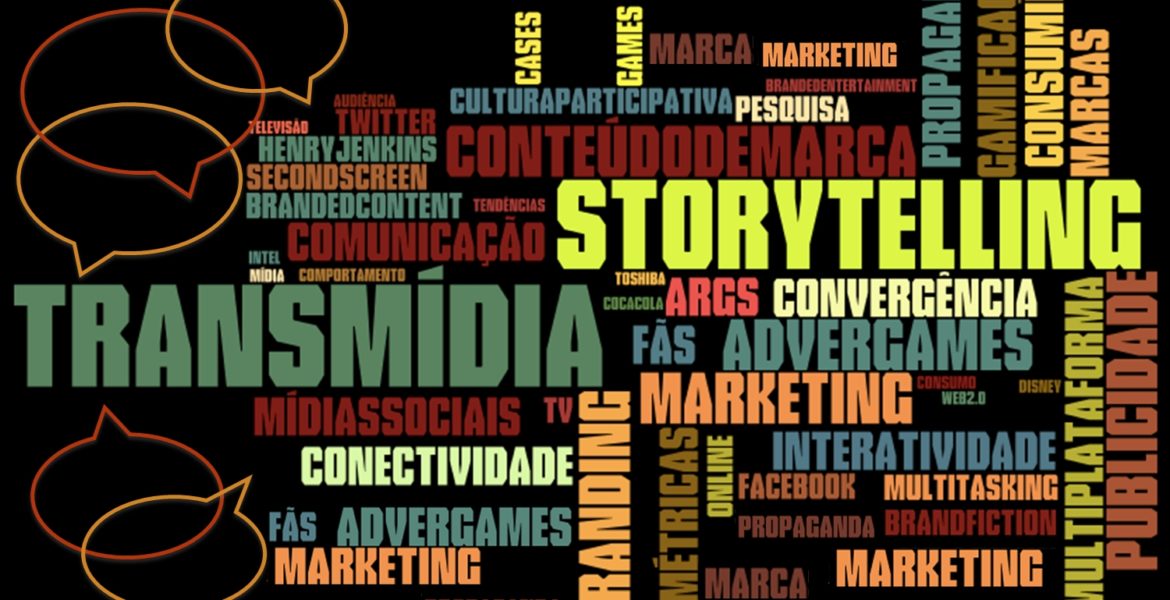 CASES
GAMES
MARCA
MARKETING
PROPAGA
GAMIFICAÇ
CONSUMI
MARCAS
BRANDEDENTERTAINMENT
AUDIÊNCIA
CULTURAPARTICIPATIVA
PESQUISA
TELEVISÃO
TWITTER
HENRYJENKINS
CONTEÚDODEMARCA
SECONDSCREEN
BRANDEDCONTENT
TENDÊNCIAS
STORYTELLING
COMUNICAÇÃO
INTEL
MÍDIA
COMPORTAMENTO
TOSHIBA
COCACOLA
ARGS
CONVERGÊNCIA
TRANSMÍDIA
FÃS
ADVERGAMES
MULTIPLATAFORMA
PUBLICIDADE
MARKETING
CONSUMO
WEB2.0
DISNEY
MÍDIASSOCIAIS
TV
BRANDING
MÉTRICAS
ONLINE
INTERATIVIDADE
CONECTIVIDADE
FACEBOOK
MULTITASKING
FÃS
ADVERGAMES
PROPAGANDA
BRANDFICTION
MARKETING
MARCA
MARKETING